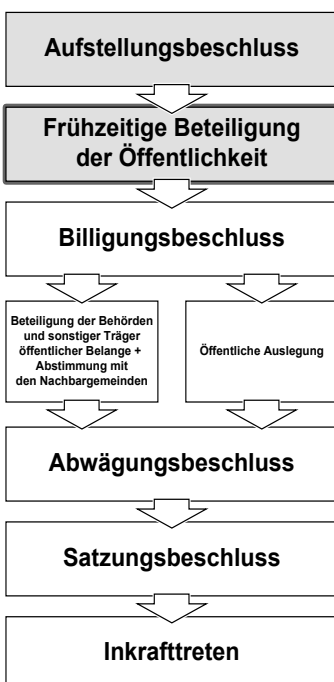 Aufstellungsbeschluss
Frühzeitige Beteiligung
der Öffentlichkeit
Billigungsbeschluss
Beteiligung der Behörden
und sonstiger Träger
öffentlicher Belange +
Abstimmung mit
den Nachbargemeinden
Öffentliche Auslegung
Abwägungsbeschluss
Satzungsbeschluss
Inkrafttreten